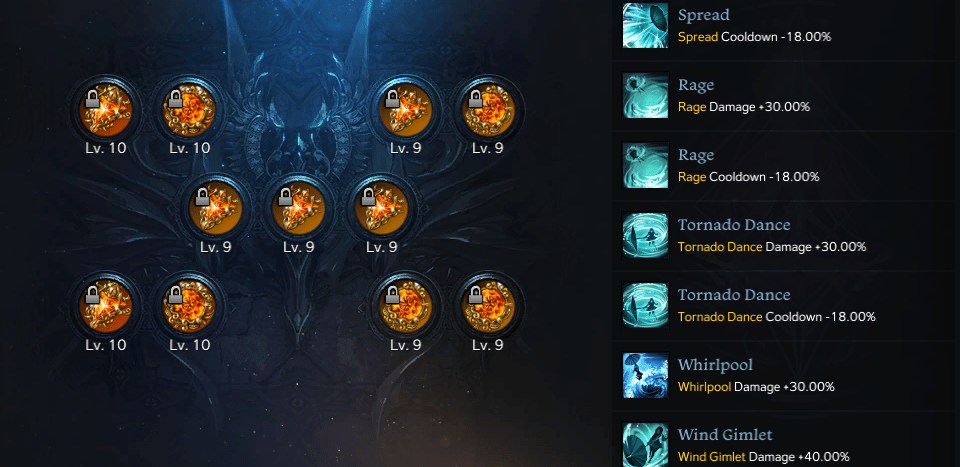 Lv. 10
Lv. 10
Lv. 9
Lv. 9
Lv. 9
Lv. 9
Lv. 9
Lv. 10
Lv. 10
Lv. 9
Lv. 9
Spread
Spread Cooldown -18.00%
Rage
Rage Damage +30.00%
Rage
Rage Cooldown -18.00%
Tornado Dance
Tornado Dance Damage +30.00%
Tornado Dance
Tornado Dance Cooldown -18.00%
Whirlpool
Whirlpool Damage +30.00%
Wind Gimlet
Wind Gimlet Damage +40.00%